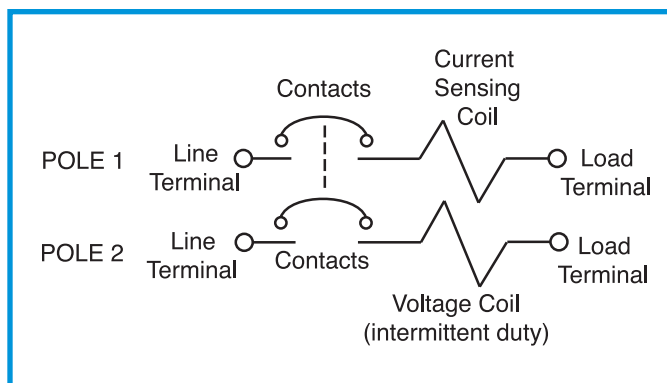 Current
Sensing
Coil
Contacts
POLE 1
Line
Terminal
Load
Terminal
POLE 2
Line
Terminal
Contacts
Load
Terminal
Voltage Coil
(intermittent duty)